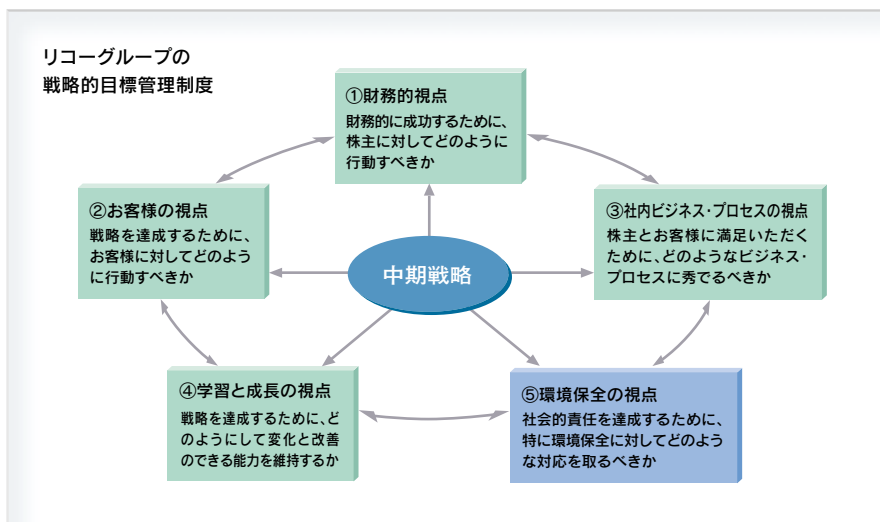 リコーグループの
戦略的目標管理制度
①財務的視点
財務的に成功するために、
株主に対してどのように
行動すべきか
②お客様の視点
戦略を達成するために、
お客様に対してどのよう
に行動すべきか
③社内ビジネス・プロセスの視点
株主とお客様に満足いただく
ために、どのようなビジネス・
プロセスに秀でるべきか
中期戦略
④学習と成長の視点
戦略を達成するために、ど
のようにして変化と改善
のできる能力を維持するか
⑤環境保全の視点
社会的責任を達成するために、
特に環境保全に対してどのよう
な対応を取るべきか